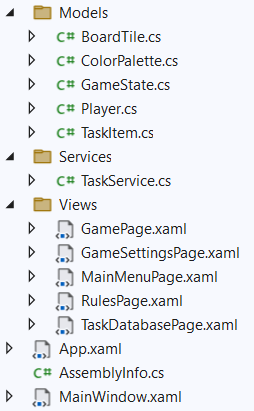 Models
C# BoardTile.cs
C# ColorPalette.cs
C# GameState.cs
C# Player.cs
C# TaskItem.cs
Services
C# TaskService.cs
Views
GamePage.xaml
GameSettingsPage.xaml
MainMenuPage.xaml
RulesPage.xaml
TaskDatabasePage.xaml
App.xaml
C# AssemblyInfo.cs
MainWindow.xaml